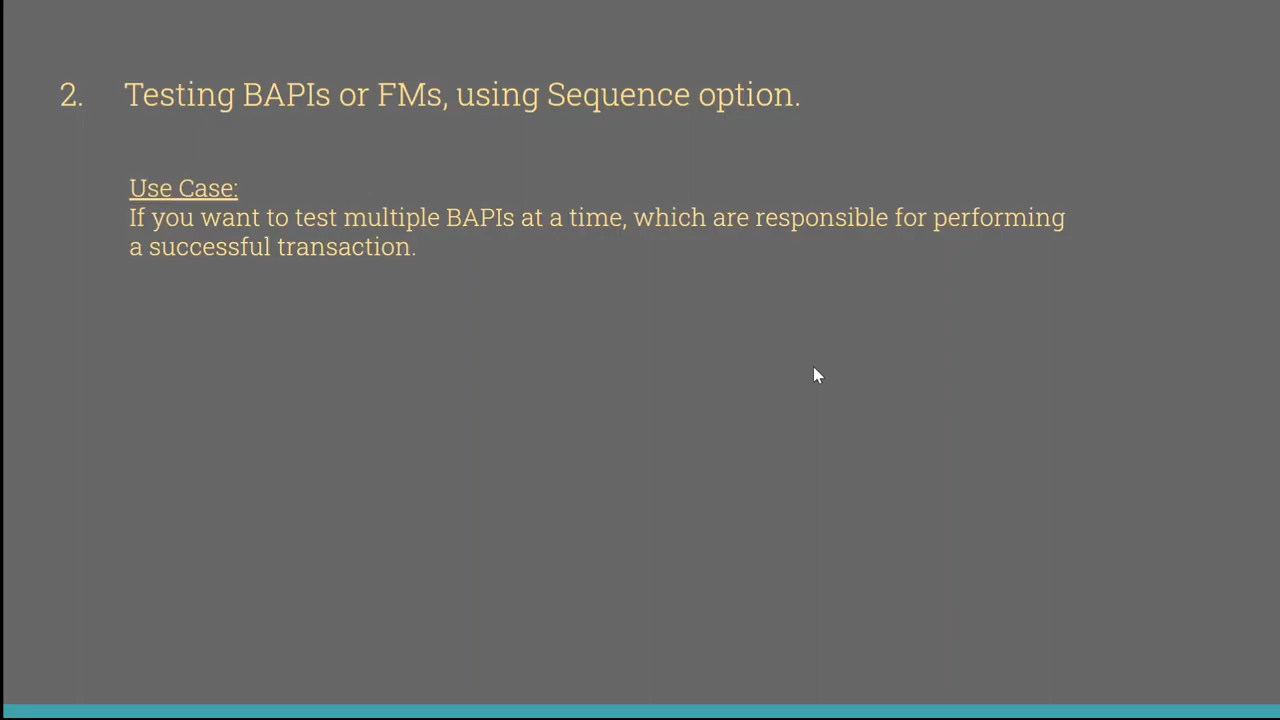 2. Testing BAPIs or FMs, using Sequence option.
Use Case:
If you want to test multiple BAPIs at a time, which are responsible for performing
a successful transaction.